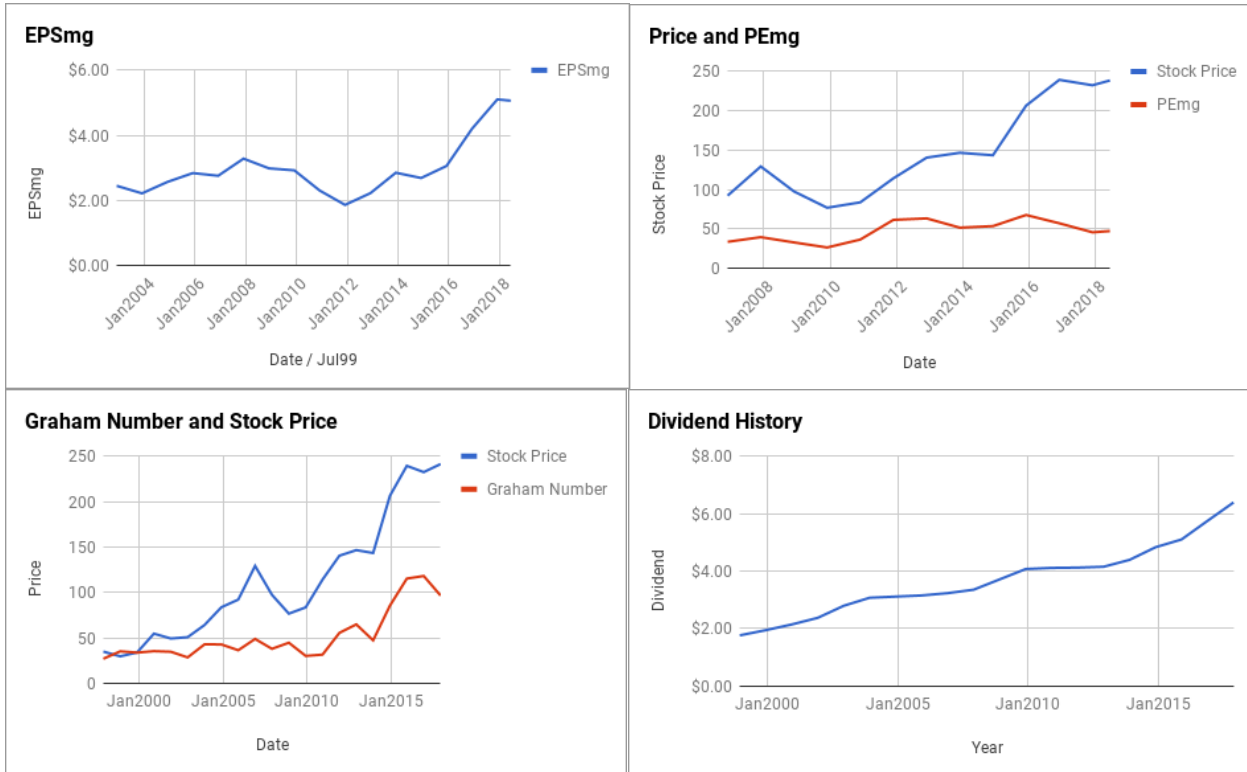 EPSmg
EPSmg
$6.00
$4.00
$2.00
$0.00
EPSmg
Jan2004
Jan2006
Jan2008
Jan2010
Jan2012
Jan2014
Jan2016
Jan2018
Date / Jul99
Price and PEmg
Stock Price
PEmg
250
200
150
100
50
0
Stock Price
Jan2008
Jan2010
Jan2012
Jan2014
Jan2016
Jan2018
Date
Graham Number and Stock Price
Stock Price
Graham Number
250
200
150
100
50
0
Price
Jan2000
Jan2005
Jan2010
Jan2015
Date
Dividend History
$8.00
$6.00
$4.00
$2.00
$0.00
Dividend
Jan2000
Jan2005
Jan2010
Jan2015
Year